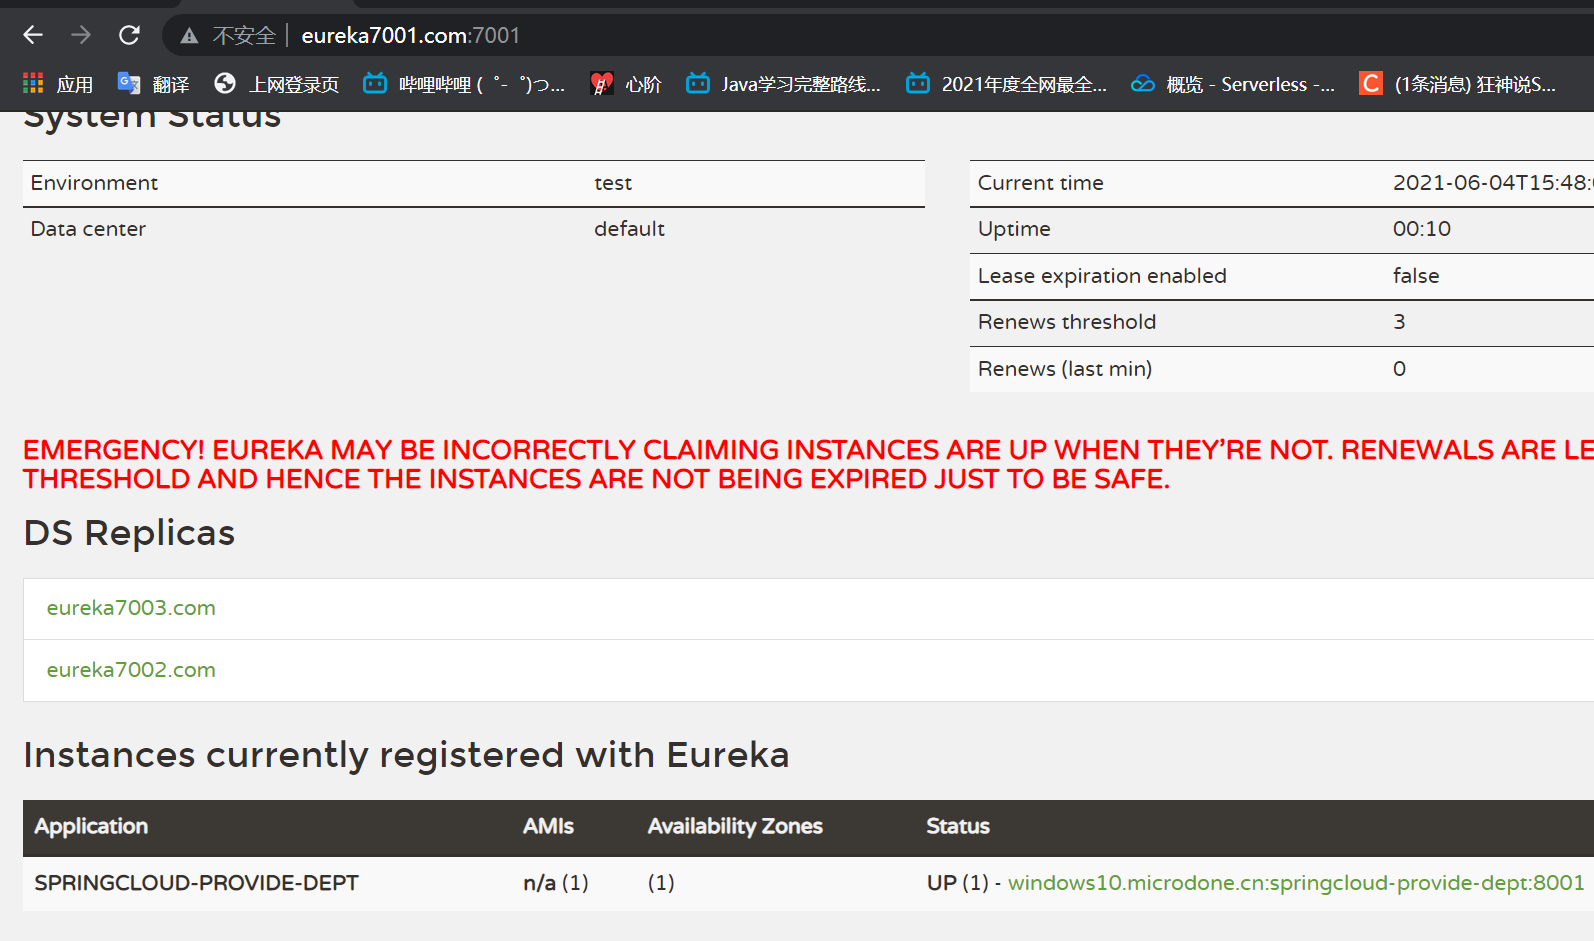 不安全 | eureka7001.com:7001
应用 翻译 上网登录页 哔哩哔哩 ( ゜- ゜)つ... 心阶 Java学习完整路线... 2021年度全网最全... 概览 - Serverless -... (1条消息) 狂神说S...
System Status
Environment test
Data center default
Current time 2021-06-04T15:48:
Uptime 00:10
Lease expiration enabled false
Renews threshold 3
Renews (last min) 0
EMERGENCY! EUREKA MAY BE INCORRECTLY CLAIMING INSTANCES ARE UP WHEN THEY'RE NOT. RENEWALS ARE LE
THRESHOLD AND HENCE THE INSTANCES ARE NOT BEING EXPIRED JUST TO BE SAFE.
DS Replicas
eureka7003.com
eureka7002.com
Instances currently registered with Eureka
Application AMIs Availability Zones Status
SPRINGCLOUD-PROVIDE-DEPT n/a (1) (1) UP (1) - windows10.microdone.cn:springcloud-provide-dept:8001